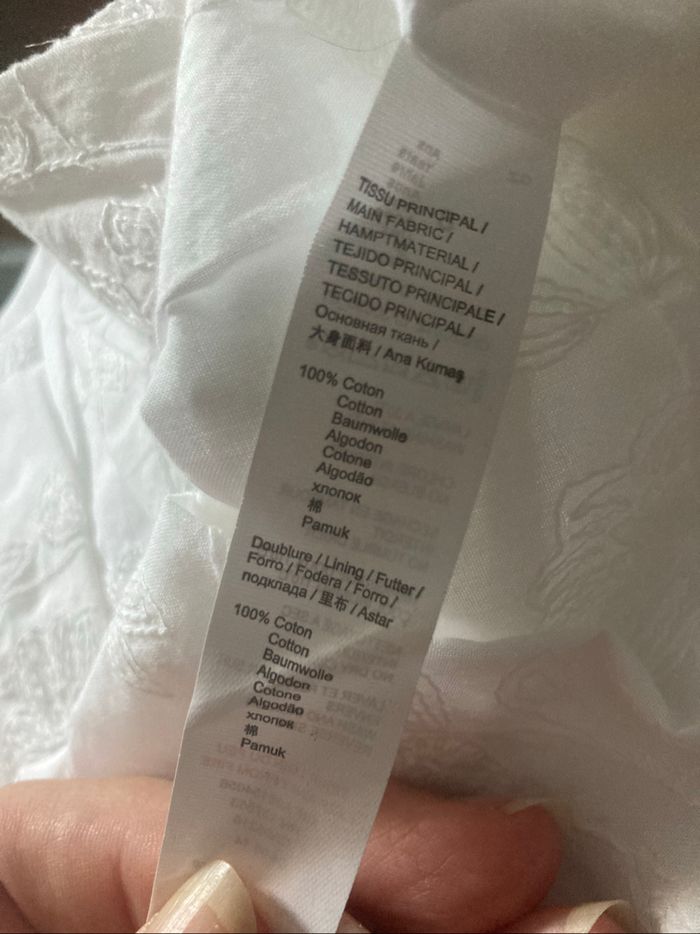 TISSU PRINCIPAL /
MAIN FABRIC /
HAMPTMATERIAL /
TEJIDO PRINCIPAL /
TESSUTO PRINCIPALE /
TECIDO PRINCIPAL /
Основная ткань /
大身面料 / Ana Kumaş
100% Coton
Cotton
Baumwolle
Algodon
Cotone
Algodão
хлопок
棉
Pamuk
Doublure / Lining / Futter /
Forro / Fodera / Forro /
подклада / 里布 / Astar
100% Coton
Cotton
Baumwolle
Algodon
Cotone
Algodão
хлопок
棉
Pamuk